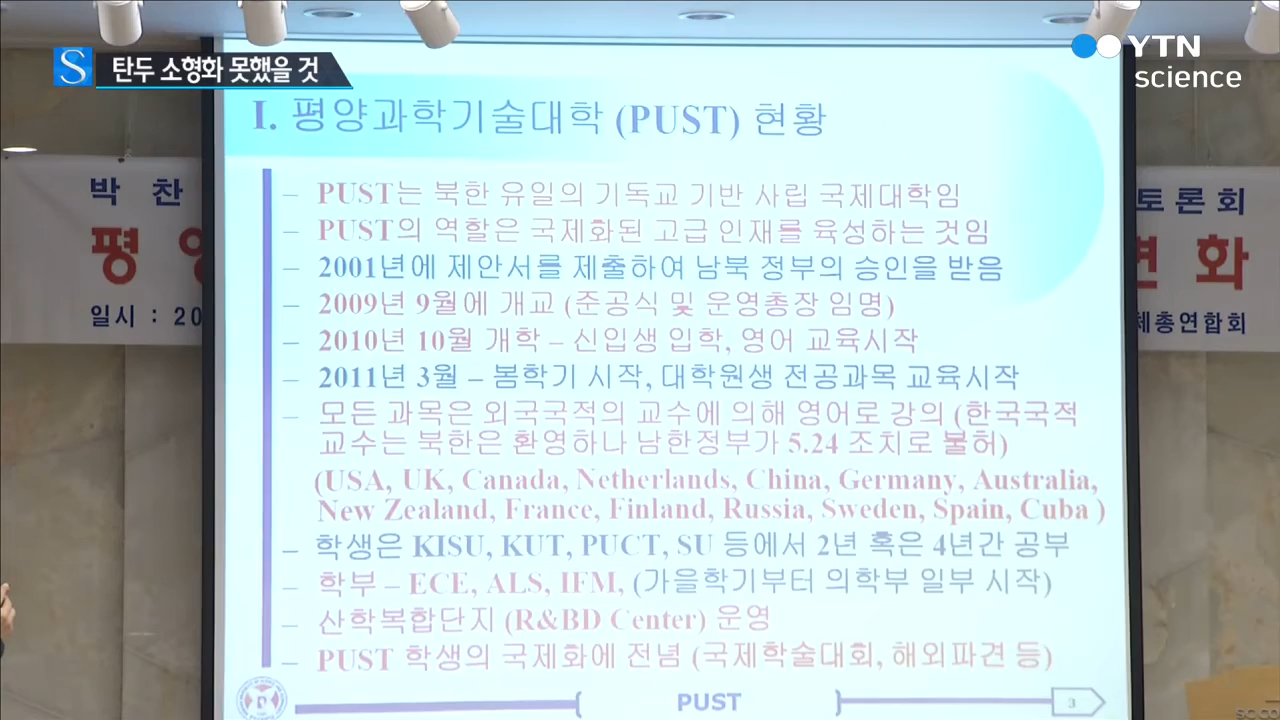 탄두 소형화 못했을 것
YTN
science
I. 평양과학기술대학 (PUST) 현황
박 찬
토론회
평
변 화
일시 : 20
체총연합회
– PUST는 북한 유일의 기독교 기반 사립 국제대학임
– PUST의 역할은 국제화된 고급 인재를 육성하는 것임
– 2001년에 제안서를 제출하여 남북 정부의 승인을 받음
– 2009년 9월에 개교 (준공식 및 운영총장 임명)
– 2010년 10월 개학 – 신입생 입학, 영어 교육시작
– 2011년 3월 – 봄학기 시작, 대학원생 전공과목 교육시작
– 모든 과목은 외국국적의 교수에 의해 영어로 강의 (한국국적
교수는 북한은 환영하나 남한정부가 5.24 조치로 불허)
(USA, UK, Canada, Netherlands, China, Germany, Australia,
New Zealand, France, Finland, Russia, Sweden, Spain, Cuba )
– 학생은 KISU, KUT, PUCT, SU 등에서 2년 혹은 4년간 공부
– 학부 – ECE, ALS, IFM, (가을학기부터 의학부 일부 시작)
– 산학복합단지 (R&BD Center) 운영
– PUST 학생의 국제화에 전념 (국제학술대회, 해외파견 등)
PUST
3